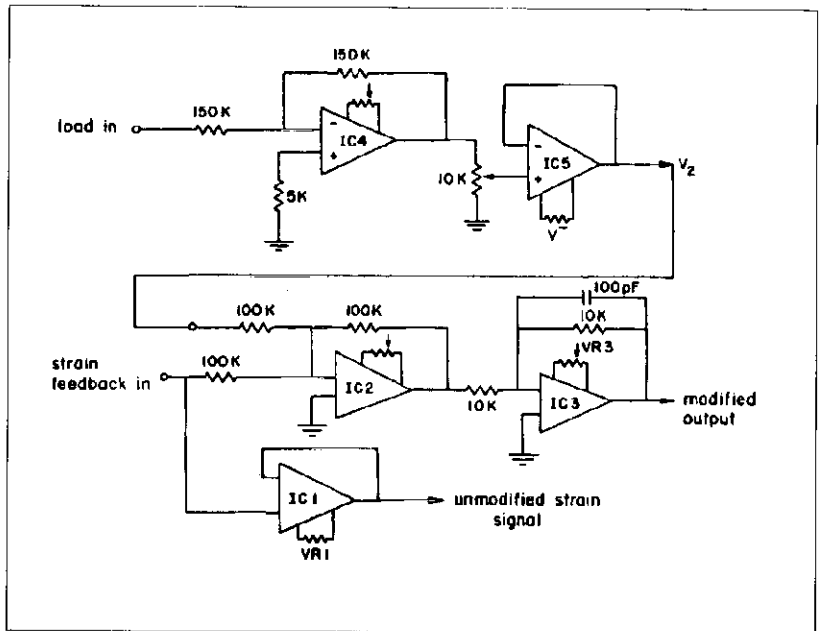 150K
load in
150K
-
+
IC4
5K
10K
-
+
IC5
V-
V2
100K
100K
100pF
10K
VR3
strain
feedback in
100K
IC2
10K
IC3
modified
output
IC1
VR1
unmodified strain
signal